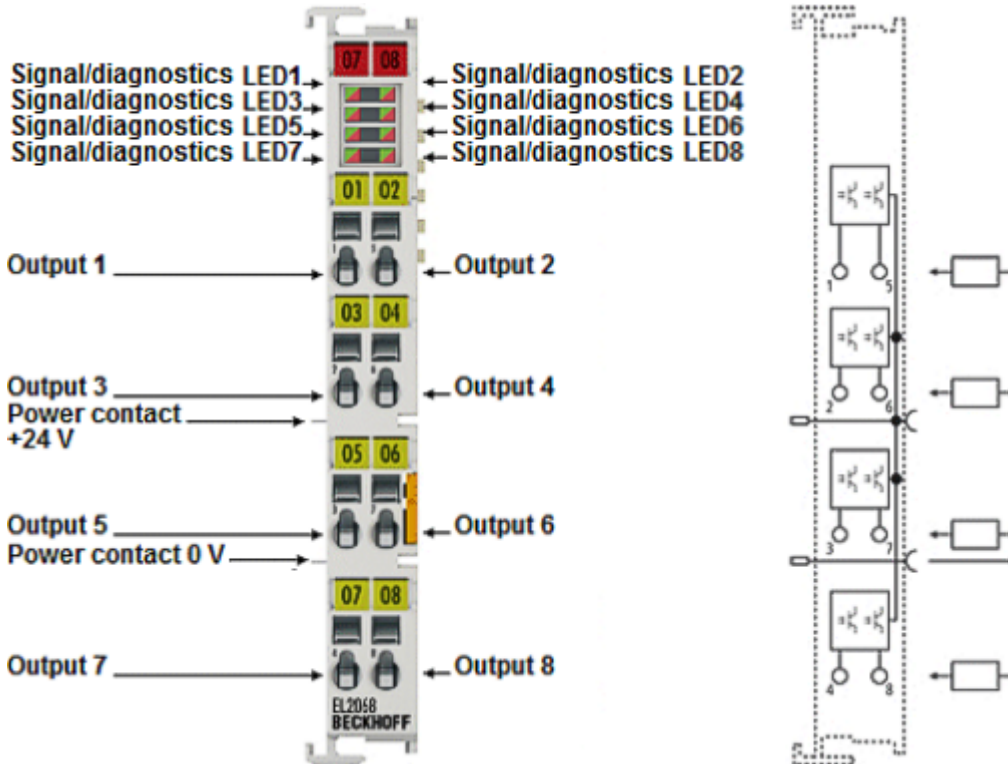 07 08
Signal/diagnostics LED1
Signal/diagnostics LED2
Signal/diagnostics LED3
Signal/diagnostics LED4
Signal/diagnostics LED5
Signal/diagnostics LED6
Signal/diagnostics LED7
Signal/diagnostics LED8
01 02
1 5
Output 1
Output 2
1 5
03 04
Output 3
Output 4
2 6
Power contact
+24 V
05 06
Output 5
Output 6
3 7
Power contact 0 V
07 08
Output 7
Output 8
4 8
EL2068
BECKHOFF